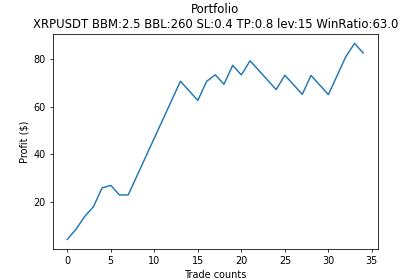 Portfolio
XRPUSDT BBM:2.5 BBL:260 SL:0.4 TP:0.8 lev:15 WinRatio:63.0
80
60
40
20
Profit ($)
0 5 10 15 20 25 30 35
Trade counts